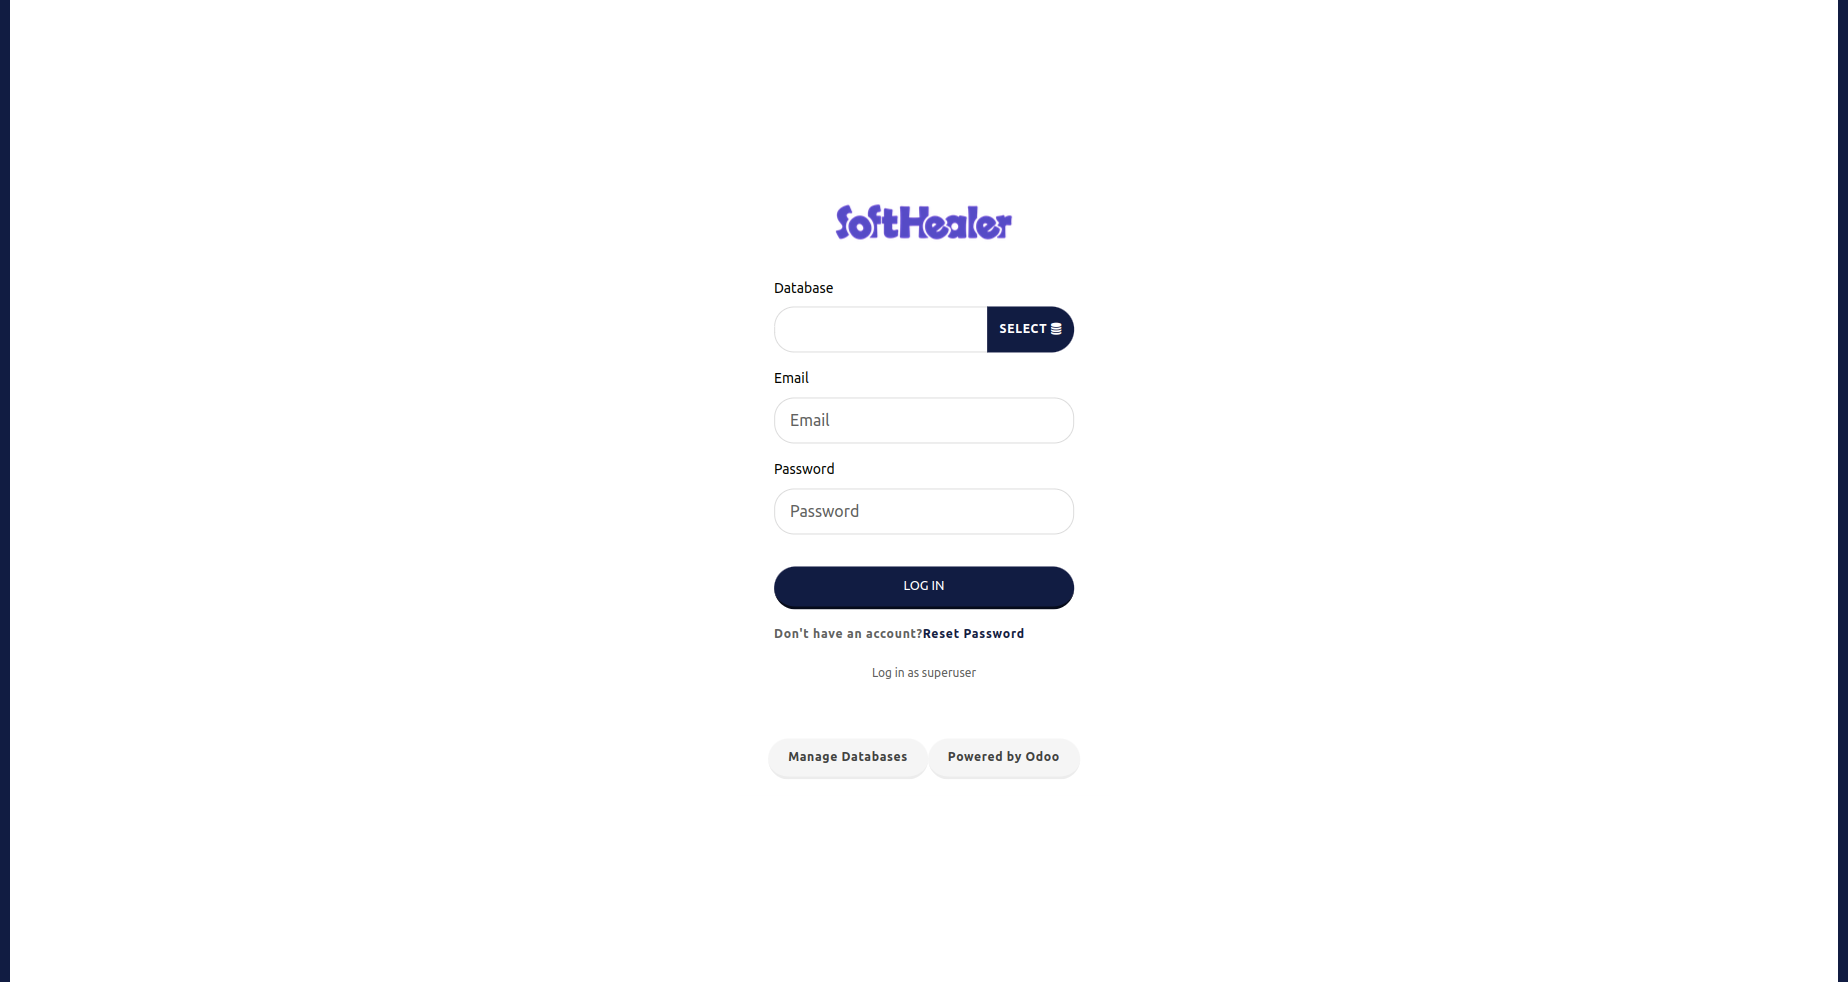 SoftHealer
Database
SELECT
Email
Email
Password
Password
LOG IN
Don't have an account?Reset Password
Log in as superuser
Manage Databases Powered by Odoo